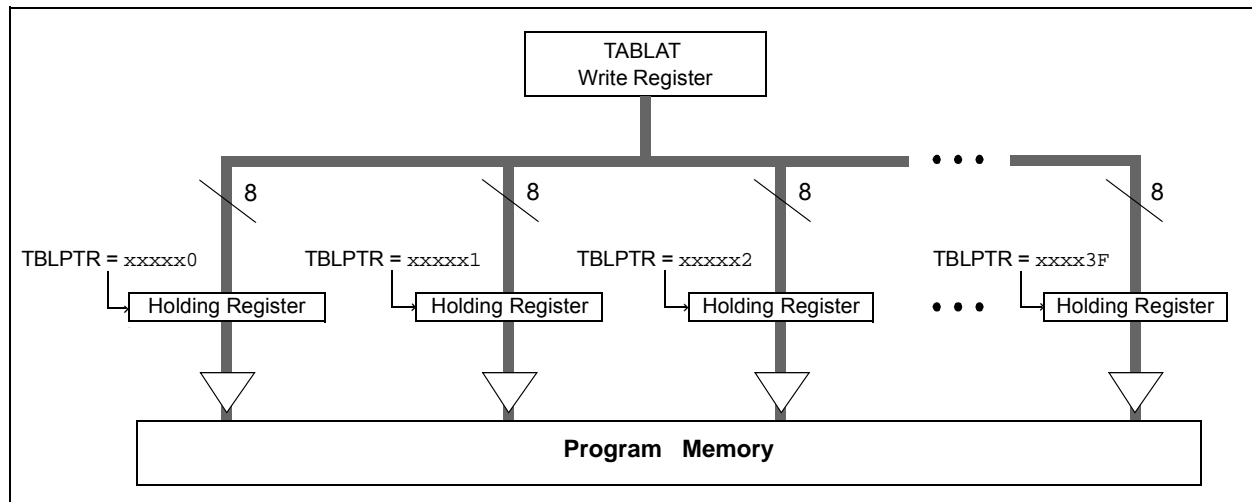 TABLAT
Write Register
• • •
8
8
8
8
TBLPTR = xxxxx0
TBLPTR = xxxxx1
TBLPTR = xxxxx2
TBLPTR = xxxx3F
Holding Register
Holding Register
Holding Register
• • •
Holding Register
Program Memory